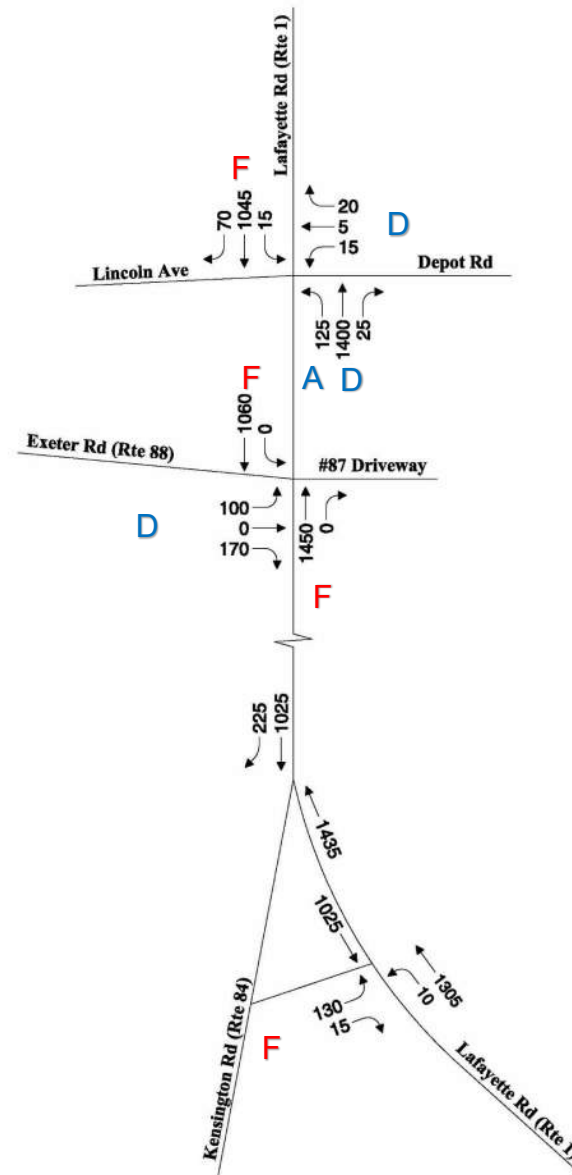 Lafayette Rd (Rte 1)
F
70
1045
15
20
5
15
D
Lincoln Ave
Depot Rd
125
1400
25
A
D
F
1060
0
Exeter Rd (Rte 88)
#87 Driveway
D
100
0
170
1450
0
F
225
1025
1435
1025
1305
10
130
15
F
Kensington Rd (Rte 84)
Lafayette Rd (Rte 1)